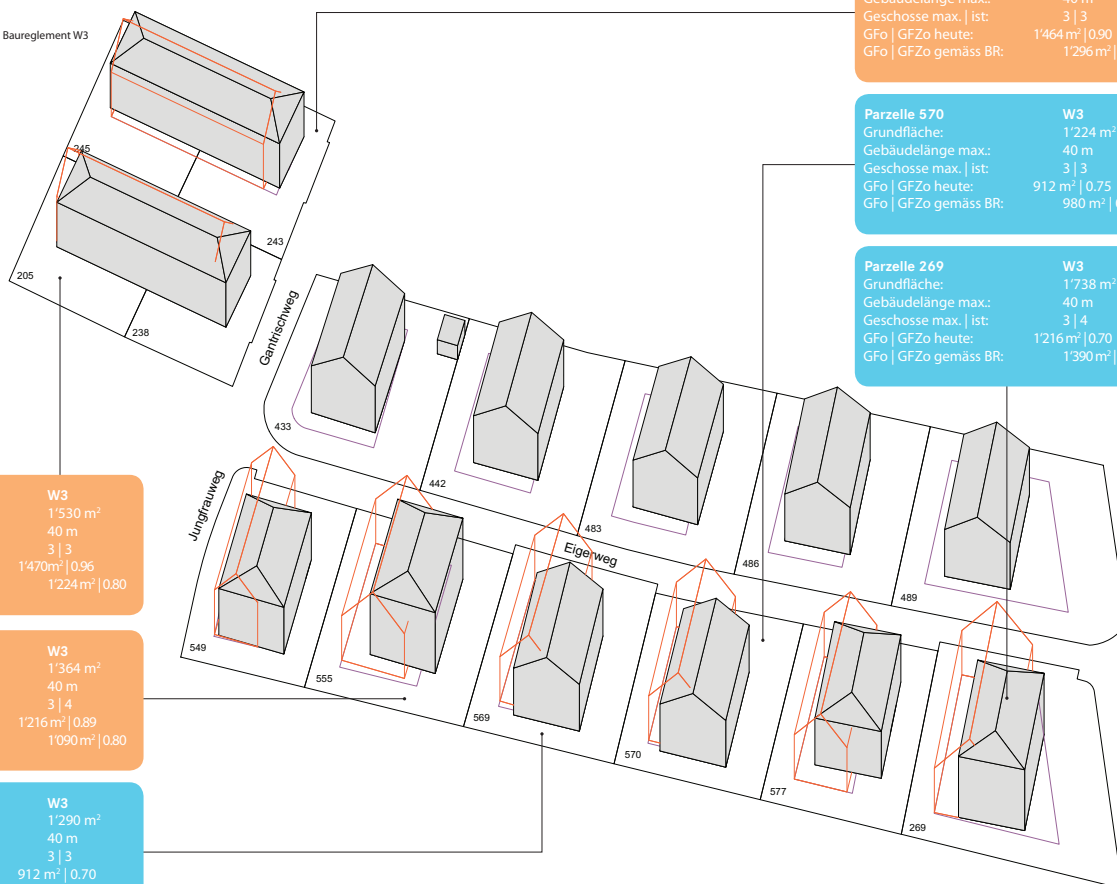 Baureglement W3
Gebäudelänge max.: 40 m
Geschosse max. | ist: 3 | 3
GFo | GFZo heute: 1'464 m² | 0.90
GFo | GFZo gemäss BR: 1'296 m² |
Parzelle 570 W3
Grundfläche: 1'224 m²
Gebäudelänge max.: 40 m
Geschosse max. | ist: 3 | 3
GFo | GFZo heute: 912 m² | 0.75
GFo | GFZo gemäss BR: 980 m² |
Parzelle 269 W3
Grundfläche: 1'738 m²
Gebäudelänge max.: 40 m
Geschosse max. | ist: 3 | 4
GFo | GFZo heute: 1'216 m² | 0.70
GFo | GFZo gemäss BR: 1'390 m² |
245
243
205
238
Gantrischweg
433
442
483
486
489
Jungfrauweg
Eigerweg
549
555
569
570
577
269
W3
1'530 m²
40 m
3 | 3
1'470 m² | 0.96
1'224 m² | 0.80
W3
1'364 m²
40 m
3 | 4
1'216 m² | 0.89
1'090 m² | 0.80
W3
1'290 m²
40 m
3 | 3
912 m² | 0.70